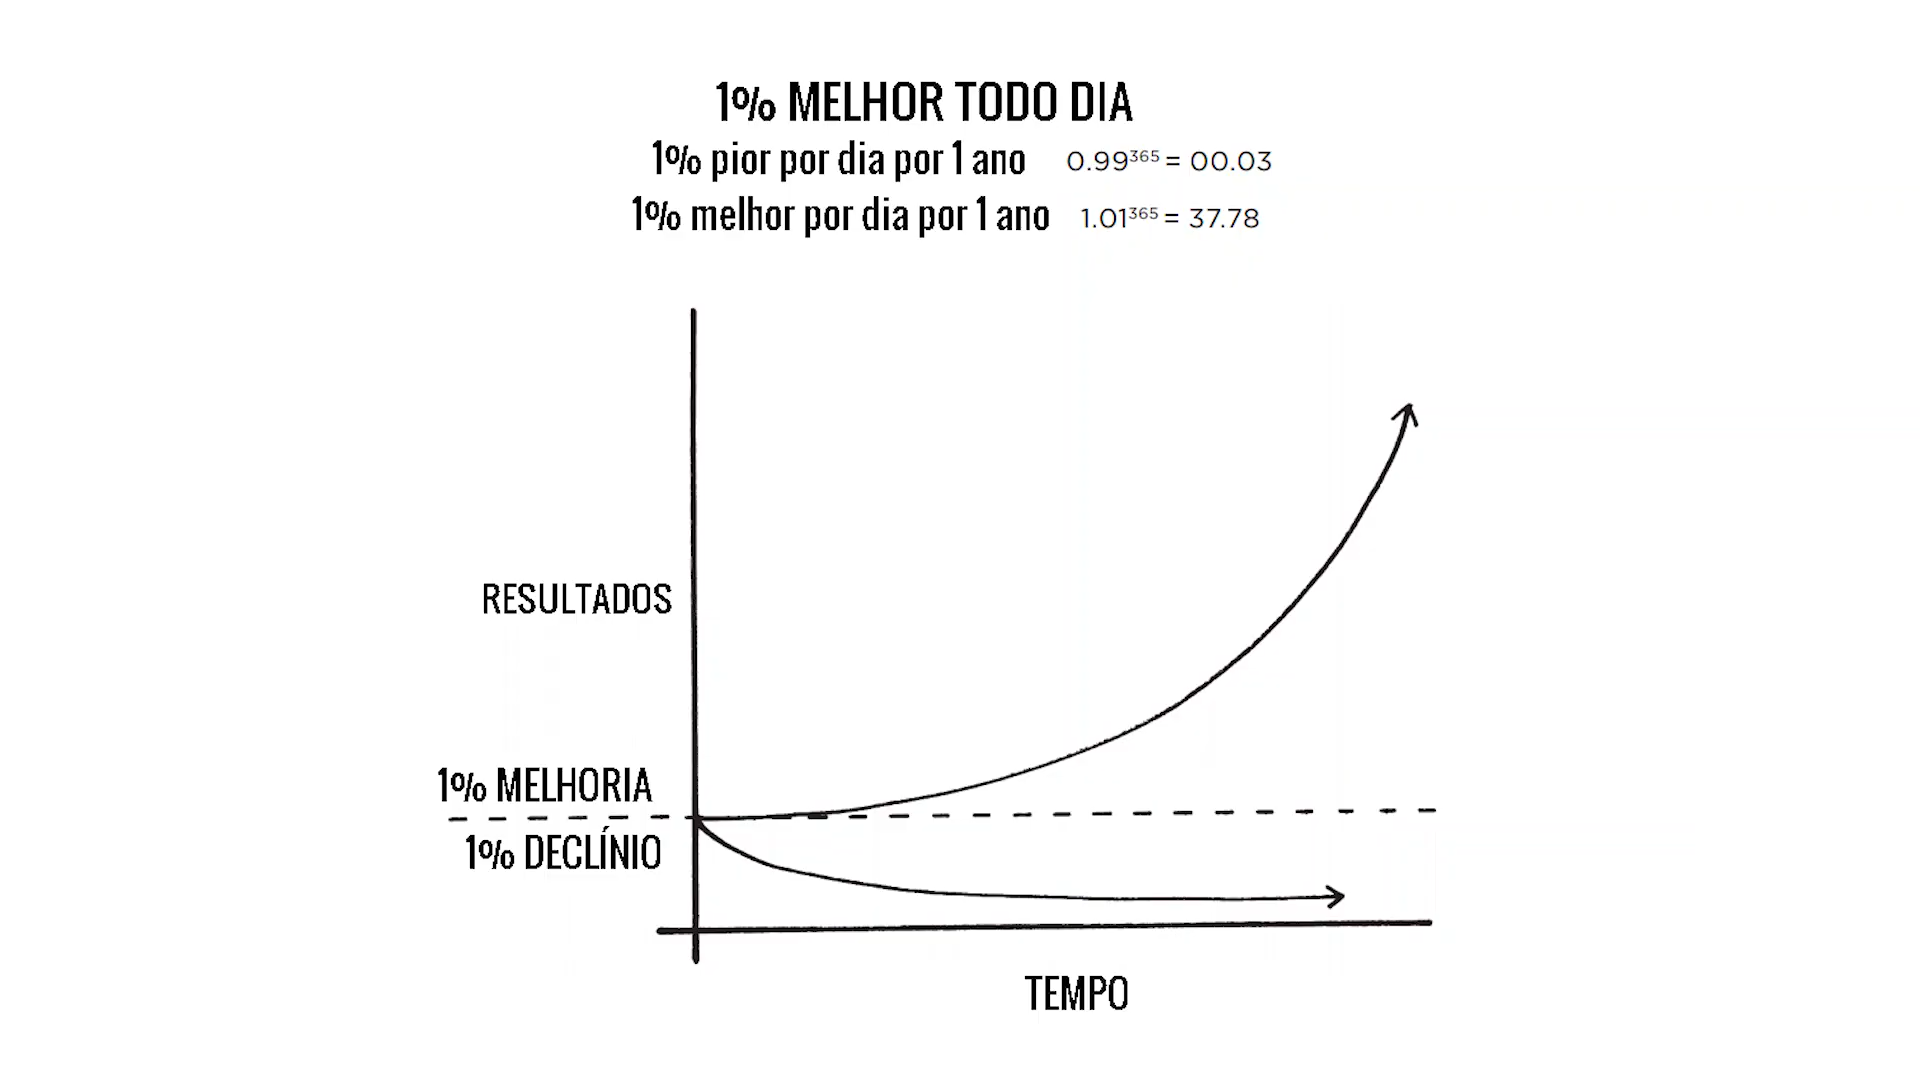 1% MELHOR TODO DIA
1% pior por dia por 1 ano 0.99³⁶⁵ = 00.03
1% melhor por dia por 1 ano 1.01³⁶⁵ = 37.78
RESULTADOS
1% MELHORIA
1% DECLÍNIO
TEMPO